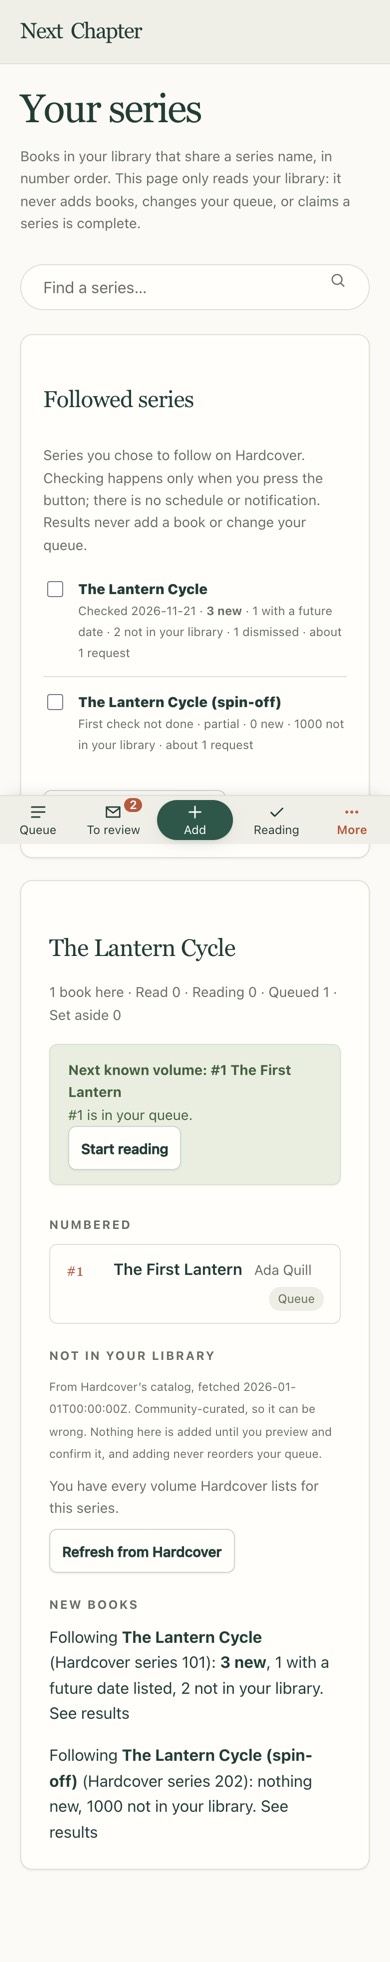 Next Chapter
Your series
Books in your library that share a series name, in
number order. This page only reads your library: it
never adds books, changes your queue, or claims a
series is complete.
Find a series...
Followed series
Series you chose to follow on Hardcover.
Checking happens only when you press the
button; there is no schedule or notification.
Results never add a book or change your
queue.
The Lantern Cycle
Checked 2026-11-21 · 3 new · 1 with a future
date · 2 not in your library · 1 dismissed · about
1 request
The Lantern Cycle (spin-off)
First check not done · partial · 0 new · 1000 not
in your library · about 1 request
Queue
2
To review
Add
Reading
More
The Lantern Cycle
1 book here · Read 0 · Reading 0 · Queued 1 ·
Set aside 0
Next known volume: #1 The First
Lantern
#1 is in your queue.
Start reading
NUMBERED
#1 The First Lantern Ada Quill
Queue
NOT IN YOUR LIBRARY
From Hardcover's catalog, fetched 2026-01-
01T00:00:00Z. Community-curated, so it can be
wrong. Nothing here is added until you preview and
confirm it, and adding never reorders your queue.
You have every volume Hardcover lists for
this series.
Refresh from Hardcover
NEW BOOKS
Following The Lantern Cycle
(Hardcover series 101): 3 new, 1 with a
future date listed, 2 not in your library.
See results
Following The Lantern Cycle (spin-
off) (Hardcover series 202): nothing
new, 1000 not in your library. See
results